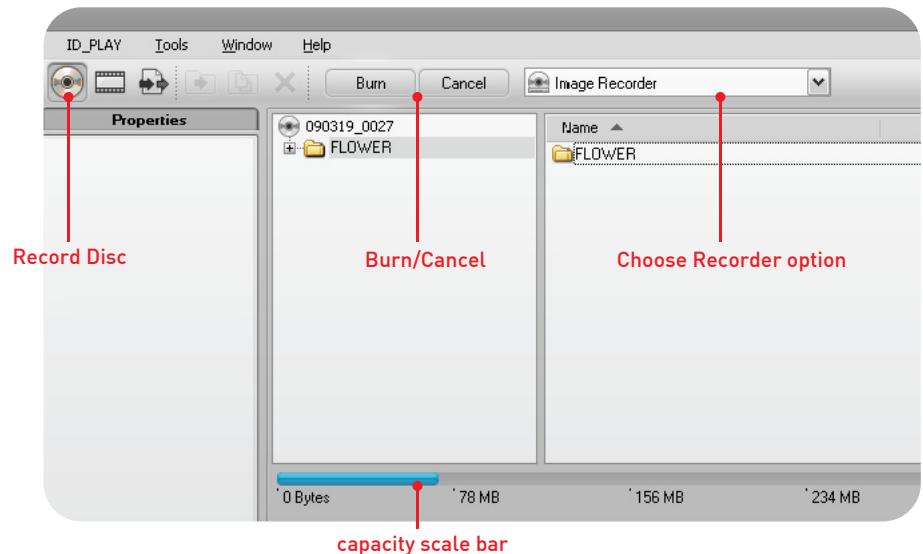 ID_PLAY Tools Window Help
Burn Cancel Image Recorder
Properties
090319_0027
FLOWER
Name
FLOWER
Record Disc
Burn/Cancel
Choose Recorder option
0 Bytes 78 MB 156 MB 234 MB
capacity scale bar